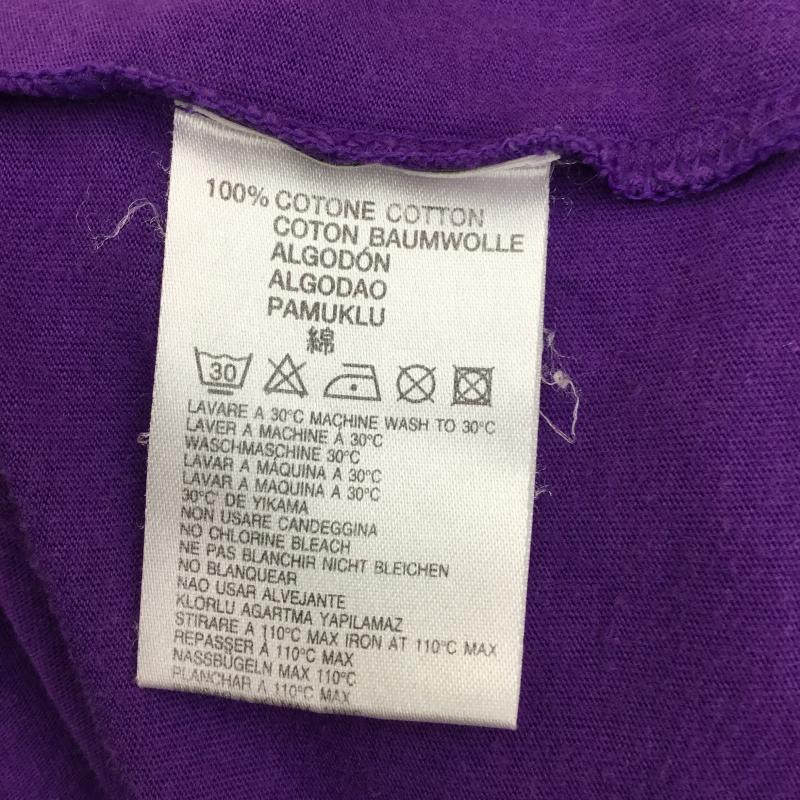 100% COTONE COTTON
COTON BAUMWOLLE
ALGODÓN
ALGODAO
PAMUKLU
綿
30
LAVARE A 30°C MACHINE WASH TO 30°C
LAVER A MACHINE Á 30°C
WASCHMASCHINE 30°C
LAVAR A MÁQUINA A 30°C
LAVAR A MAQUINA A 30°C
30°C DE YIKAMA
NON USARE CANDEGGINA
NO CHLORINE BLEACH
NE PAS BLANCHIR NICHT BLEICHEN
NO BLANQUEAR
NAO USAR ALVEJANTE
KLORLU AGARTMA YAPILAMAZ
STIRARE A 110°C MAX IRON AT 110°C MAX
REPASSER À 110°C MAX
NASSBÜGELN MAX 110°C
PLANCHAR A 110°C MAX